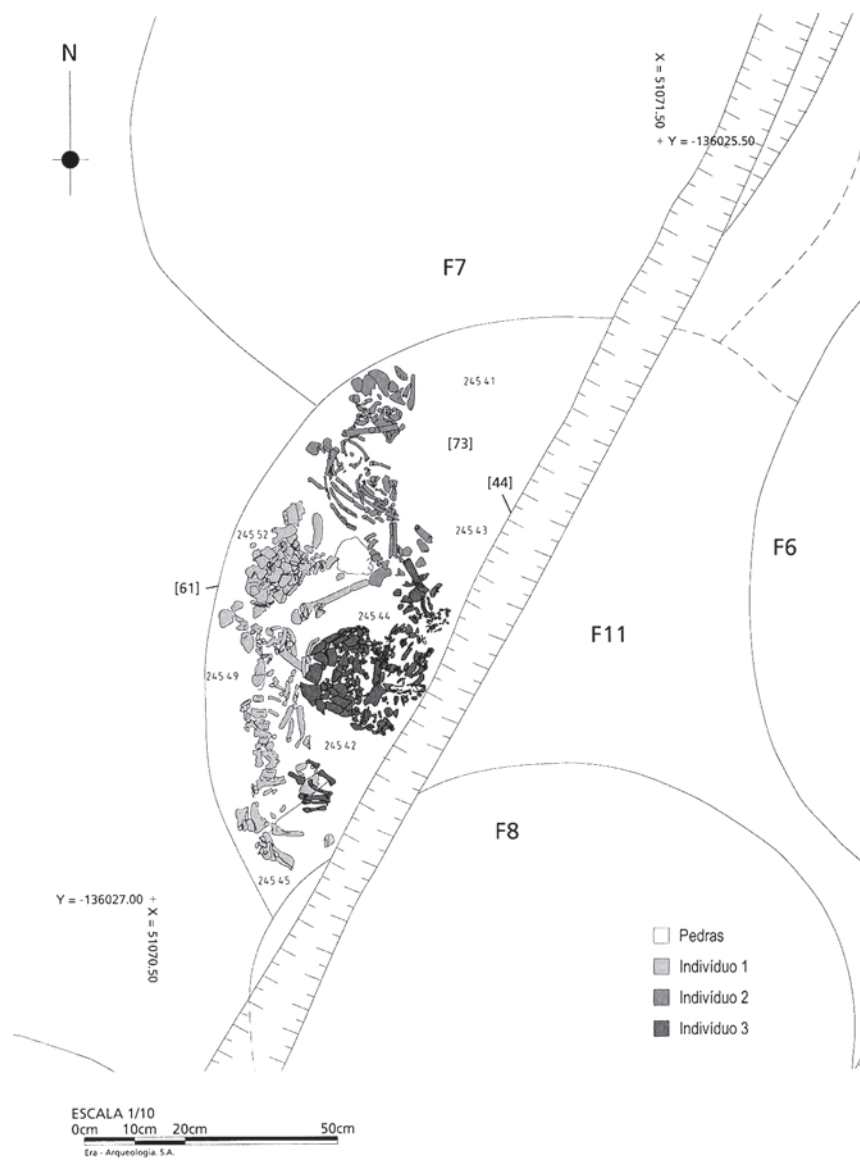 N
X = 51071.50
+ Y = -136025.50
F7
245 41
[73]
[44]
245 52
245 43
F6
[61]
245 44
F11
245 49
245 42
F8
245 45
Y = -136027.00 +
X = 51070.50
Pedras
Indivíduo 1
Indivíduo 2
Indivíduo 3
ESCALA 1/10
0cm 10cm 20cm 50cm
Era - Arqueologia. S.A.